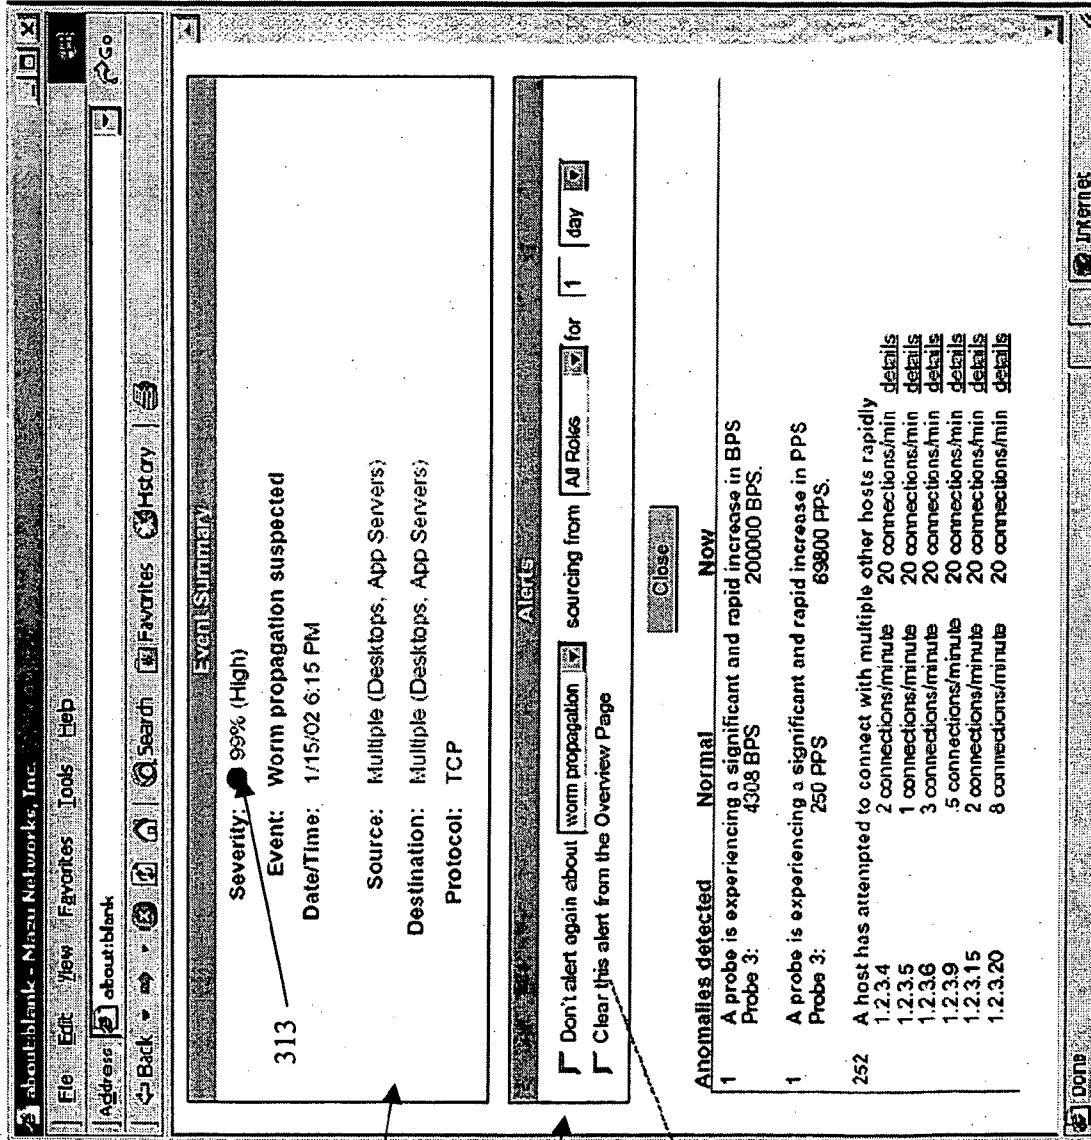 about:blank - Mazu Networks, Inc.
File Edit View Favorites Tools Help
Address about:blank Go
Back Search Favorites History
Event Summary
Severity: 99% (High)
313
Event: Worm propagation suspected
Date/Time: 1/15/02 6:15 PM
Source: Multiple (Desktops, App Servers)
Destination: Multiple (Desktops, App Servers)
Protocol: TCP
Alerts
Don't alert again about worm propagation sourcing from All Roles for 1 day
Clear this alert from the Overview Page
Close
Anomalies detected Normal Now
1 A probe is experiencing a significant and rapid increase in BPS
Probe 3: 4308 BPS 200000 BPS.
1 A probe is experiencing a significant and rapid increase in PPS
Probe 3: 250 PPS 69800 PPS.
252 A host has attempted to connect with multiple other hosts rapidly
1.2.3.4 2 connections/minute 20 connections/min details
1.2.3.5 1 connections/minute 20 connections/min details
1.2.3.6 3 connections/minute 20 connections/min details
1.2.3.9 .5 connections/minute 20 connections/min details
1.2.3.15 2 connections/minute 20 connections/min details
1.2.3.20 8 connections/minute 20 connections/min details
Done Internet